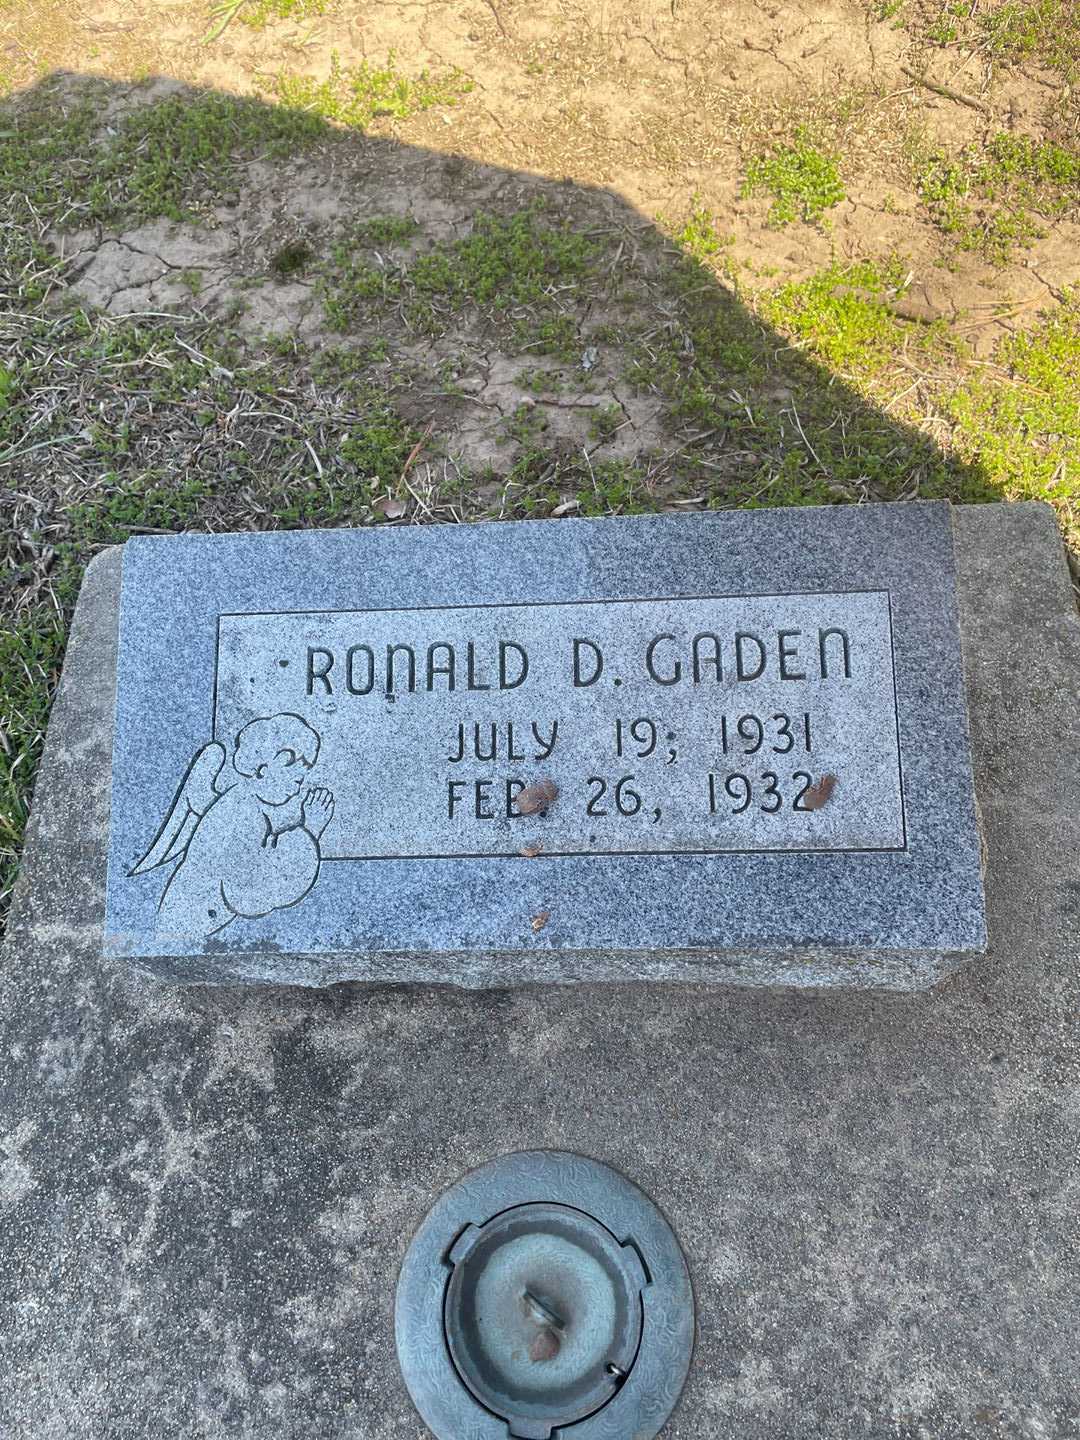 RONALD D. GADEN
JULY 19, 1931
FEB. 26, 1932